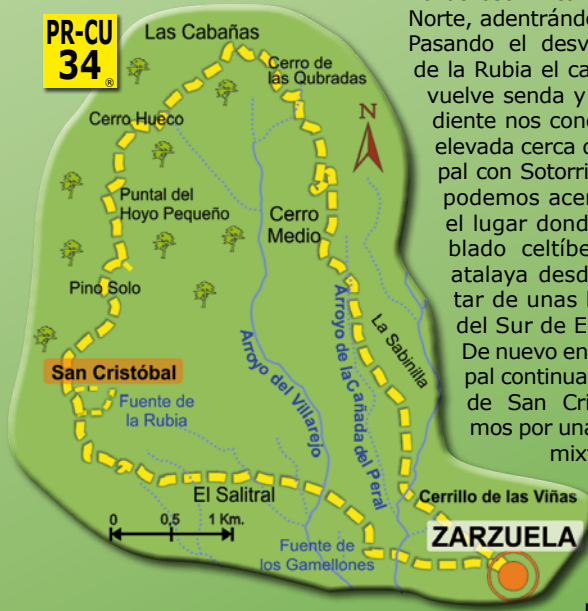 PR-CU
34
®
Las Cabañas
Cerro de
las Qubradas
N
Cerro Hueco
Puntal del
Hoyo Pequeño
Cerro
Medio
Pino Solo
San Cristóbal
Fuente de
la Rubia
Arroyo del Villarejo
Arroyo de la Cañada del Peral
La Sabinilla
El Salitral
0 0,5 1 Km.
Fuente de
los Gamellones
Cerrillo de las Viñas
ZARZUELA
Norte, adentránd
Pasando el desv
de la Rubia el ca
vuelve senda y
diente nos con
elevada cerca
pal con Sotorri
podemos acer
el lugar dond
blado celtíbe
atalaya desd
tar de unas
del Sur de E
De nuevo en
pal continua
de San Cri
mos por una
mix